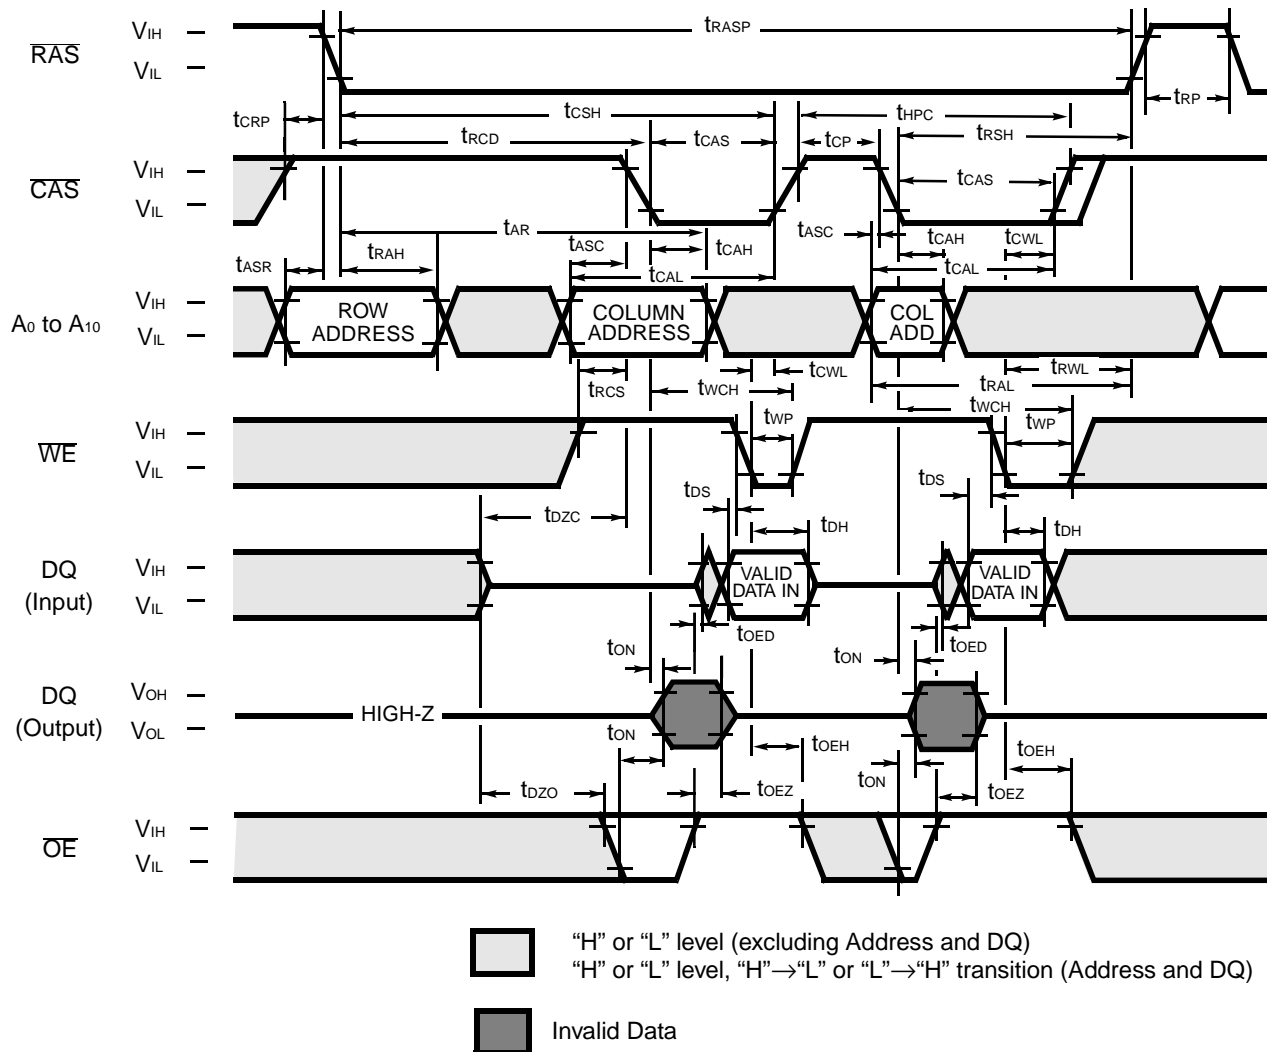 tRASP
RAS
VIH
VIL
tRP
tCRP
tCSH
tHPC
tRCD
tCAS
tCP
tRSH
CAS
VIH
VIL
tCAS
tAR
tASC
tASC
tCAH
tCAH
tCWL
tASR
tRAH
tCAL
tCAL
A0 to A10
VIH
VIL
ROW
ADDRESS
COLUMN
ADDRESS
COL
ADD
tRCS
tWCH
tCWL
tRWL
tRAL
tWCH
tWP
tWP
WE
VIH
VIL
tDS
tDS
tDZC
tDH
tDH
DQ
(Input)
VIH
VIL
VALID
DATA IN
VALID
DATA IN
tOED
tOED
tON
tON
DQ
(Output)
VOH
VOL
HIGH-Z
tON
tOEH
tON
tOEH
tDZO
tOEZ
tOEZ
OE
VIH
VIL
“H” or “L” level (excluding Address and DQ)
“H” or “L” level, “H”→“L” or “L”→“H” transition (Address and DQ)
Invalid Data